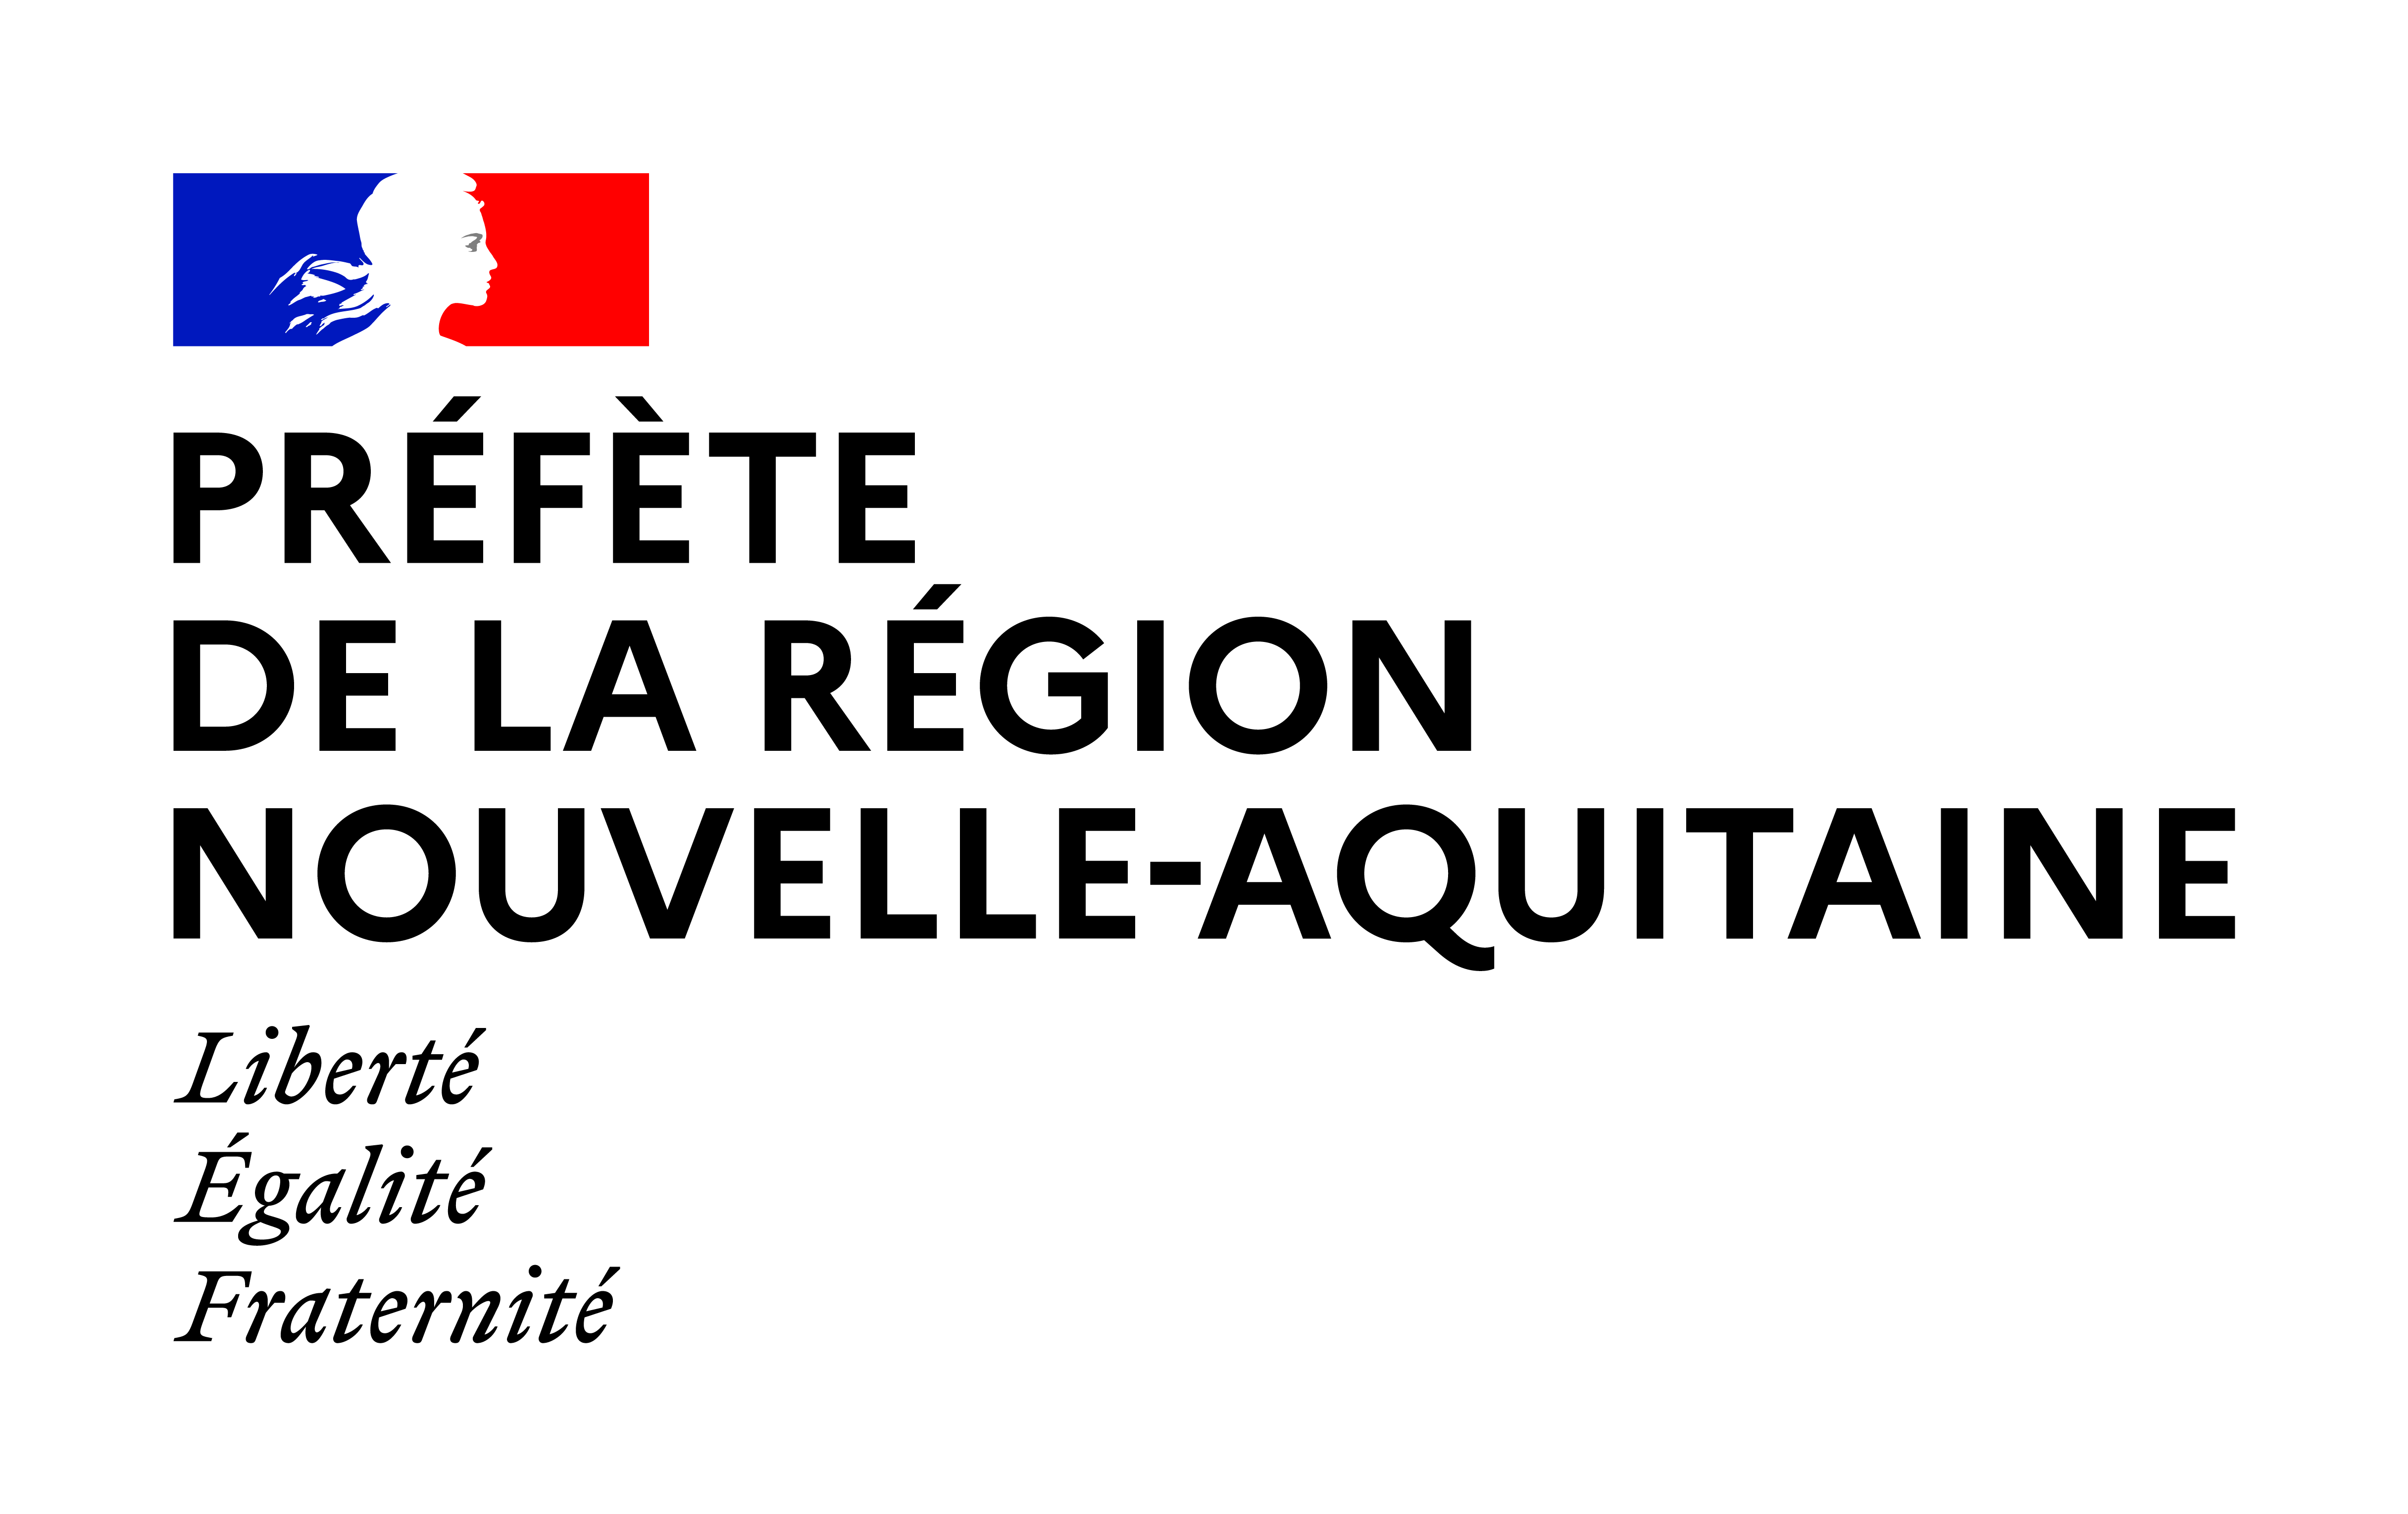 PRÉFÈTE
DE LA RÉGION
NOUVELLE-AQUITAINE
Liberté
Égalité
Fraternité